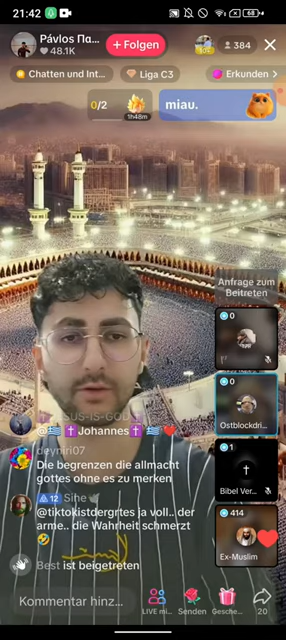 21:42
68
Pávlos Πα...
48.1K
+ Folgen
384
Chatten und Int...
Liga C3
Erkunden >
0/2
1h48m
miau.
Anfrage zum
Beitreten
0
0
Ostblockdri...
1
Bibel Ver...
414
Ex-Muslim
@🇬🇷 ✝️Johannes✝️ 🇬🇷 ❤️
deyniri07
Die begrenzen die allmacht
gottes ohne es zu merken
12 Sine🕊
@tiktokistdergrtes ja voll.. der
arme.. die Wahrheit schmerzt
🤣
Best ist beigetreten
Kommentar hinz...
LIVE mi...
Senden
Gesche...
20